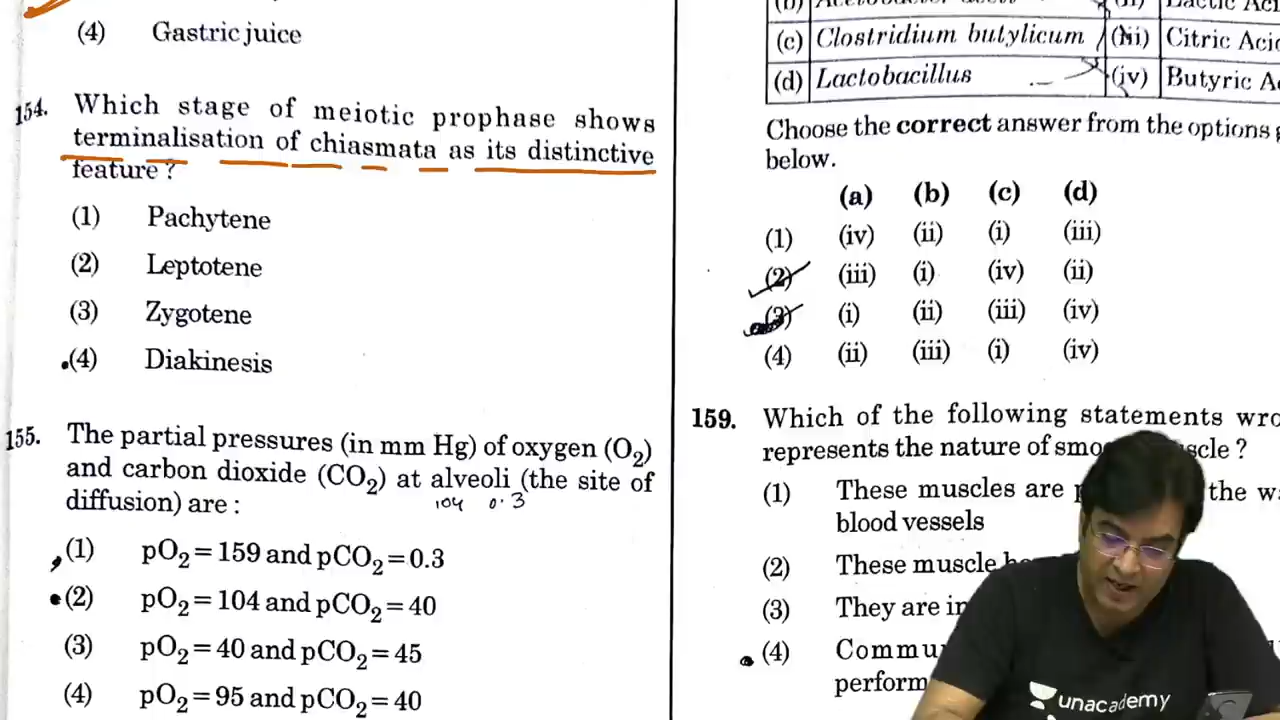 (4) Gastric juice
154. Which stage of meiotic prophase shows
terminalisation of chiasmata as its distinctive
feature ?
(1) Pachytene
(2) Leptotene
(3) Zygotene
(4) Diakinesis
155. The partial pressures (in mm Hg) of oxygen (O₂)
and carbon dioxide (CO₂) at alveoli (the site of
diffusion) are :
104 0.3
(1) pO₂ = 159 and pCO₂ = 0.3
(2) pO₂ = 104 and pCO₂ = 40
(3) pO₂ = 40 and pCO₂ = 45
(4) pO₂ = 95 and pCO₂ = 40
(c) Clostridium butylicum (iii) Citric Aci
(d) Lactobacillus (iv) Butyric A
Choose the correct answer from the options
below.
(a) (b) (c) (d)
(1) (iv) (ii) (i) (iii)
(2) (iii) (i) (iv) (ii)
(3) (i) (ii) (iii) (iv)
(4) (ii) (iii) (i) (iv)
159. Which of the following statements wro
represents the nature of smo scle ?
(1) These muscles are the wa
blood vessels
(2) These muscle
(3) They are in
(4) Commu
perform
unacademy